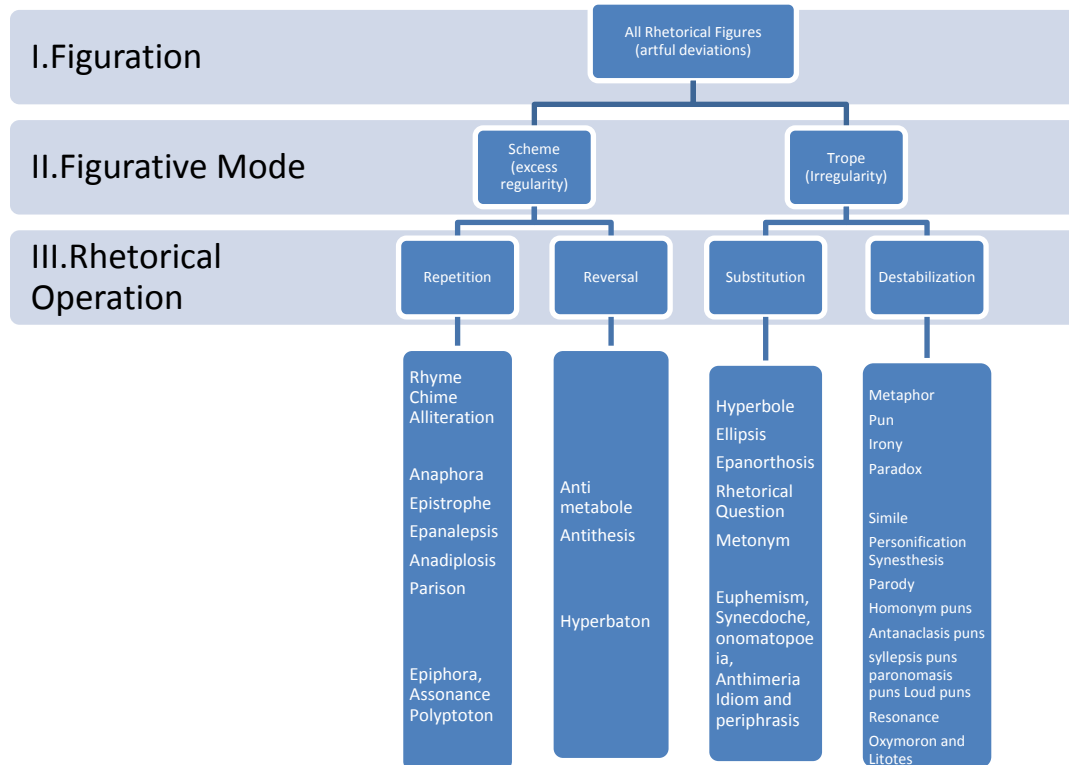 I.Figuration
All Rhetorical Figures
(artful deviations)
II.Figurative Mode
Scheme
(excess
regularity)
Trope
(Irregularity)
III.Rhetorical
Operation
Repetition
Reversal
Substitution
Destabilization
Rhyme
Chime
Alliteration
Anaphora
Epistrophe
Epanalepsis
Anadiplosis
Parison
Epiphora,
Assonance
Polyptoton
Anti
metabole
Antithesis
Hyperbaton
Hyperbole
Ellipsis
Epanorthosis
Rhetorical
Question
Metonym
Euphemism,
Synecdoche,
onomatopoe
ia,
Anthimeria
Idiom and
periphrasis
Metaphor
Pun
Irony
Paradox
Simile
Personification
Synesthesis
Parody
Homonym puns
Antanaclasis puns
syllepsis puns
paronomasis
puns Loud puns
Resonance
Oxymoron and
Litotes